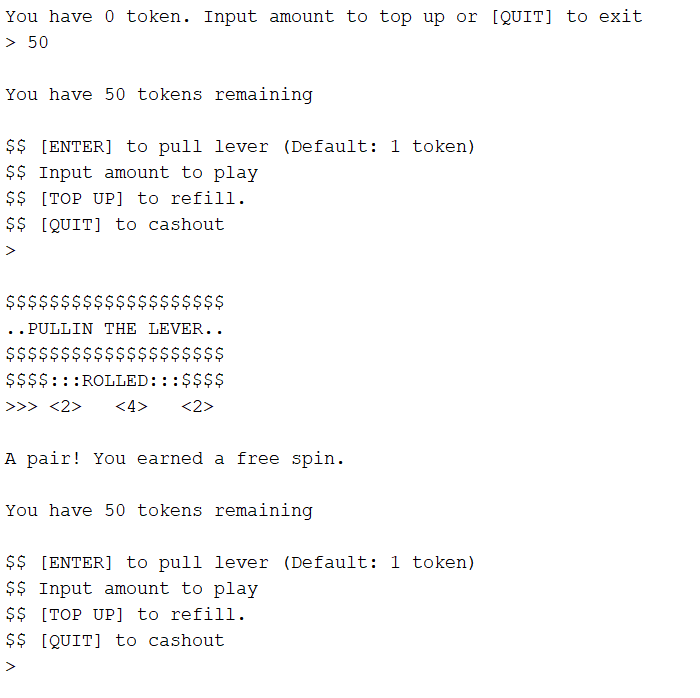 You have 0 token. Input amount to top up or [QUIT] to exit
> 50
You have 50 tokens remaining
$$ [ENTER] to pull lever (Default: 1 token)
$$ Input amount to play
$$ [TOP UP] to refill.
$$ [QUIT] to cashout
>
$$$$$$$$$$$$$$$$$$$$
..PULLIN THE LEVER..
$$$$$$$$$$$$$$$$$$$$
$$$$:::ROLLED:::$$$$
>>> <2>   <4>   <2>
A pair! You earned a free spin.
You have 50 tokens remaining
$$ [ENTER] to pull lever (Default: 1 token)
$$ Input amount to play
$$ [TOP UP] to refill.
$$ [QUIT] to cashout
>